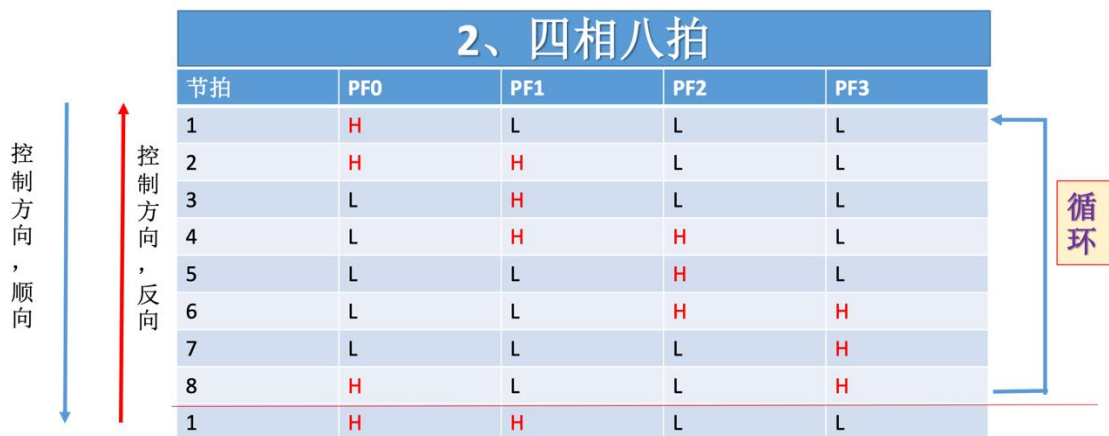 2、四相八拍
节拍 PF0 PF1 PF2 PF3
1 H L L L
2 H H L L
3 L H L L
4 L H H L
5 L L H L
6 L L H H
7 L L L H
8 H L L H
1 H H L L
控制方向，顺向
控制方向，反向
循环